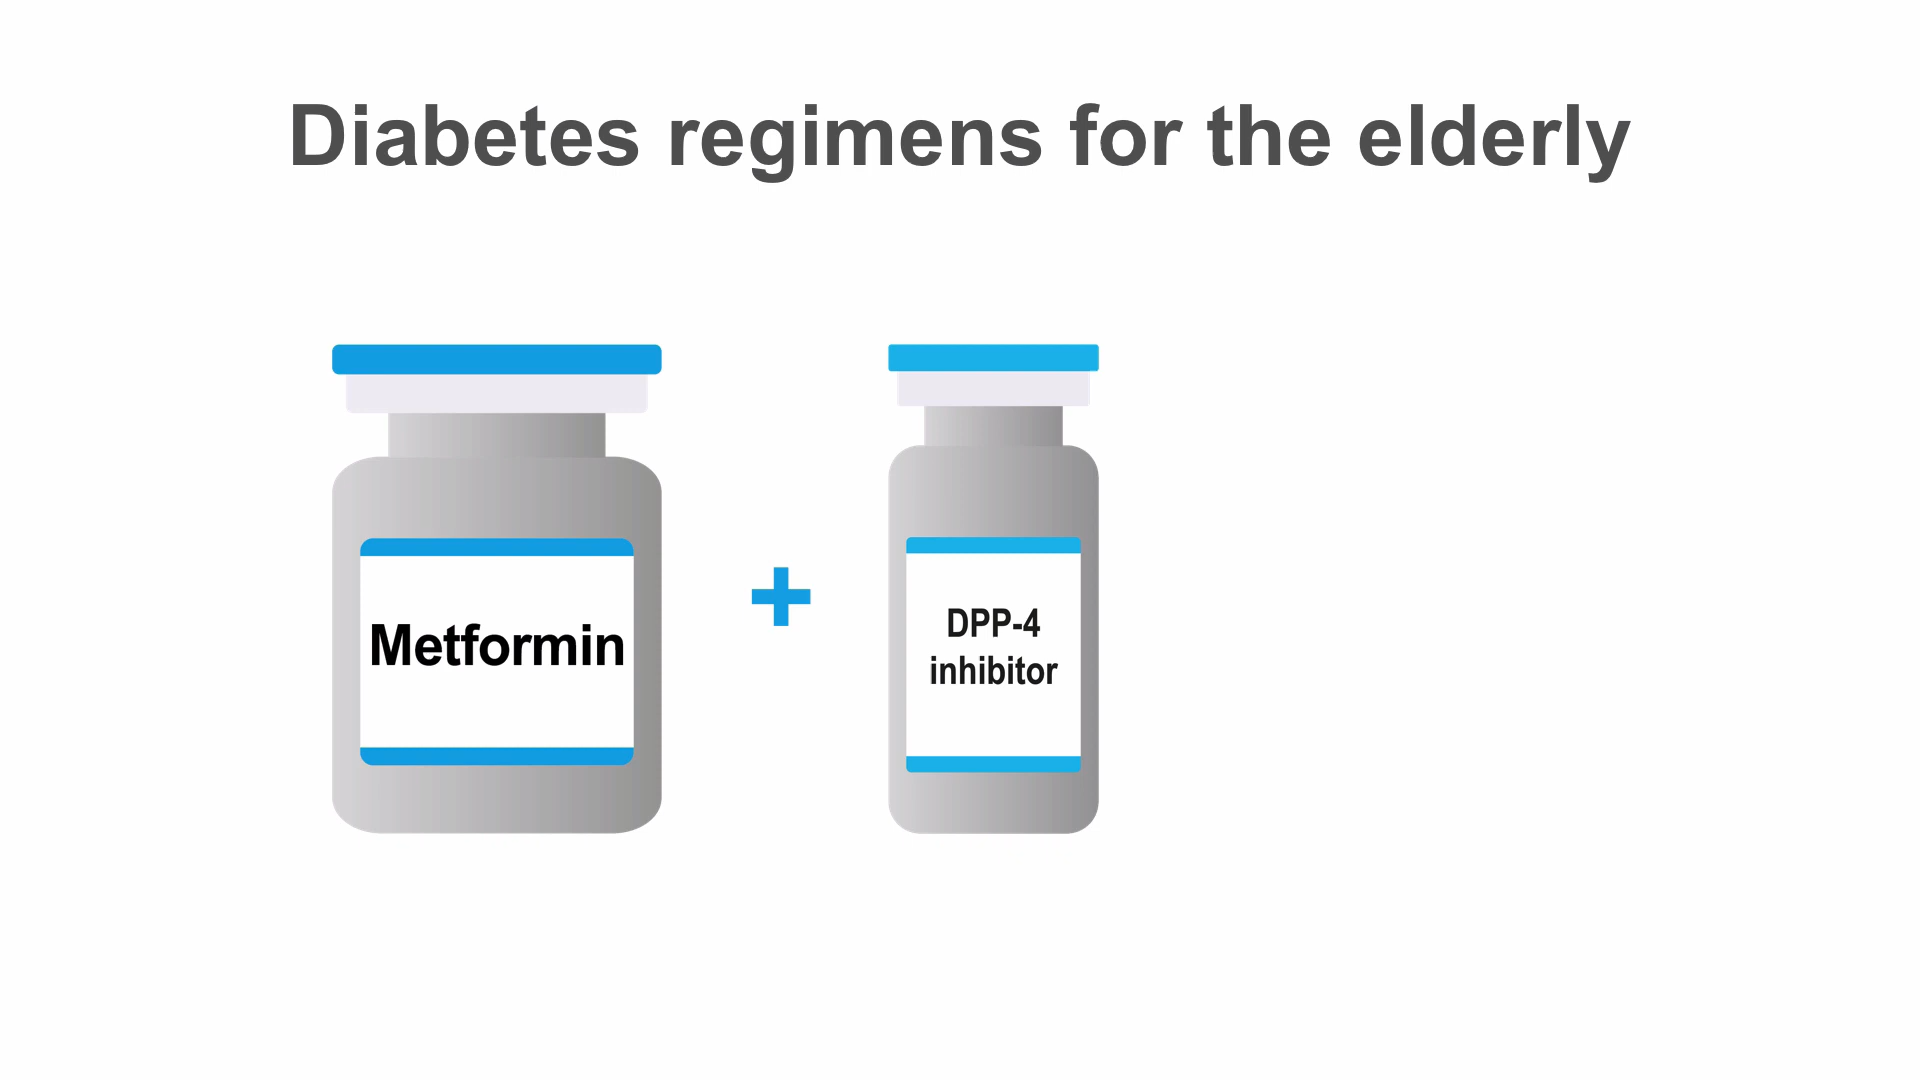 Diabetes regimens for the elderly
Metformin
+
DPP-4
inhibitor